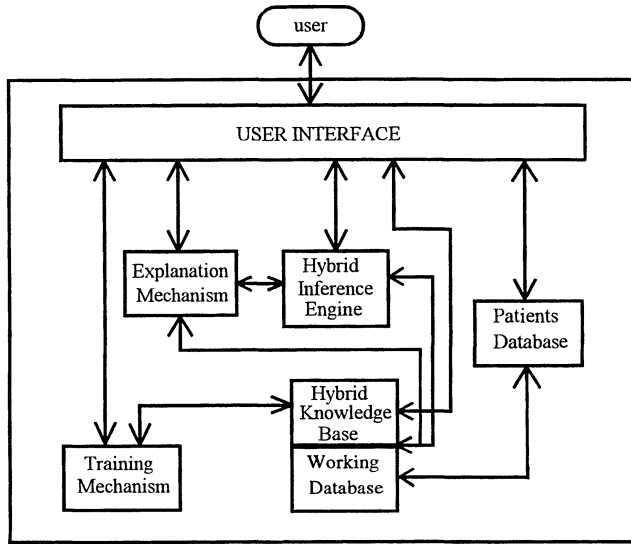 user
USER INTERFACE
Explanation
Mechanism
Hybrid
Inference
Engine
Patients
Database
Hybrid
Knowledge
Base
Working
Database
Training
Mechanism